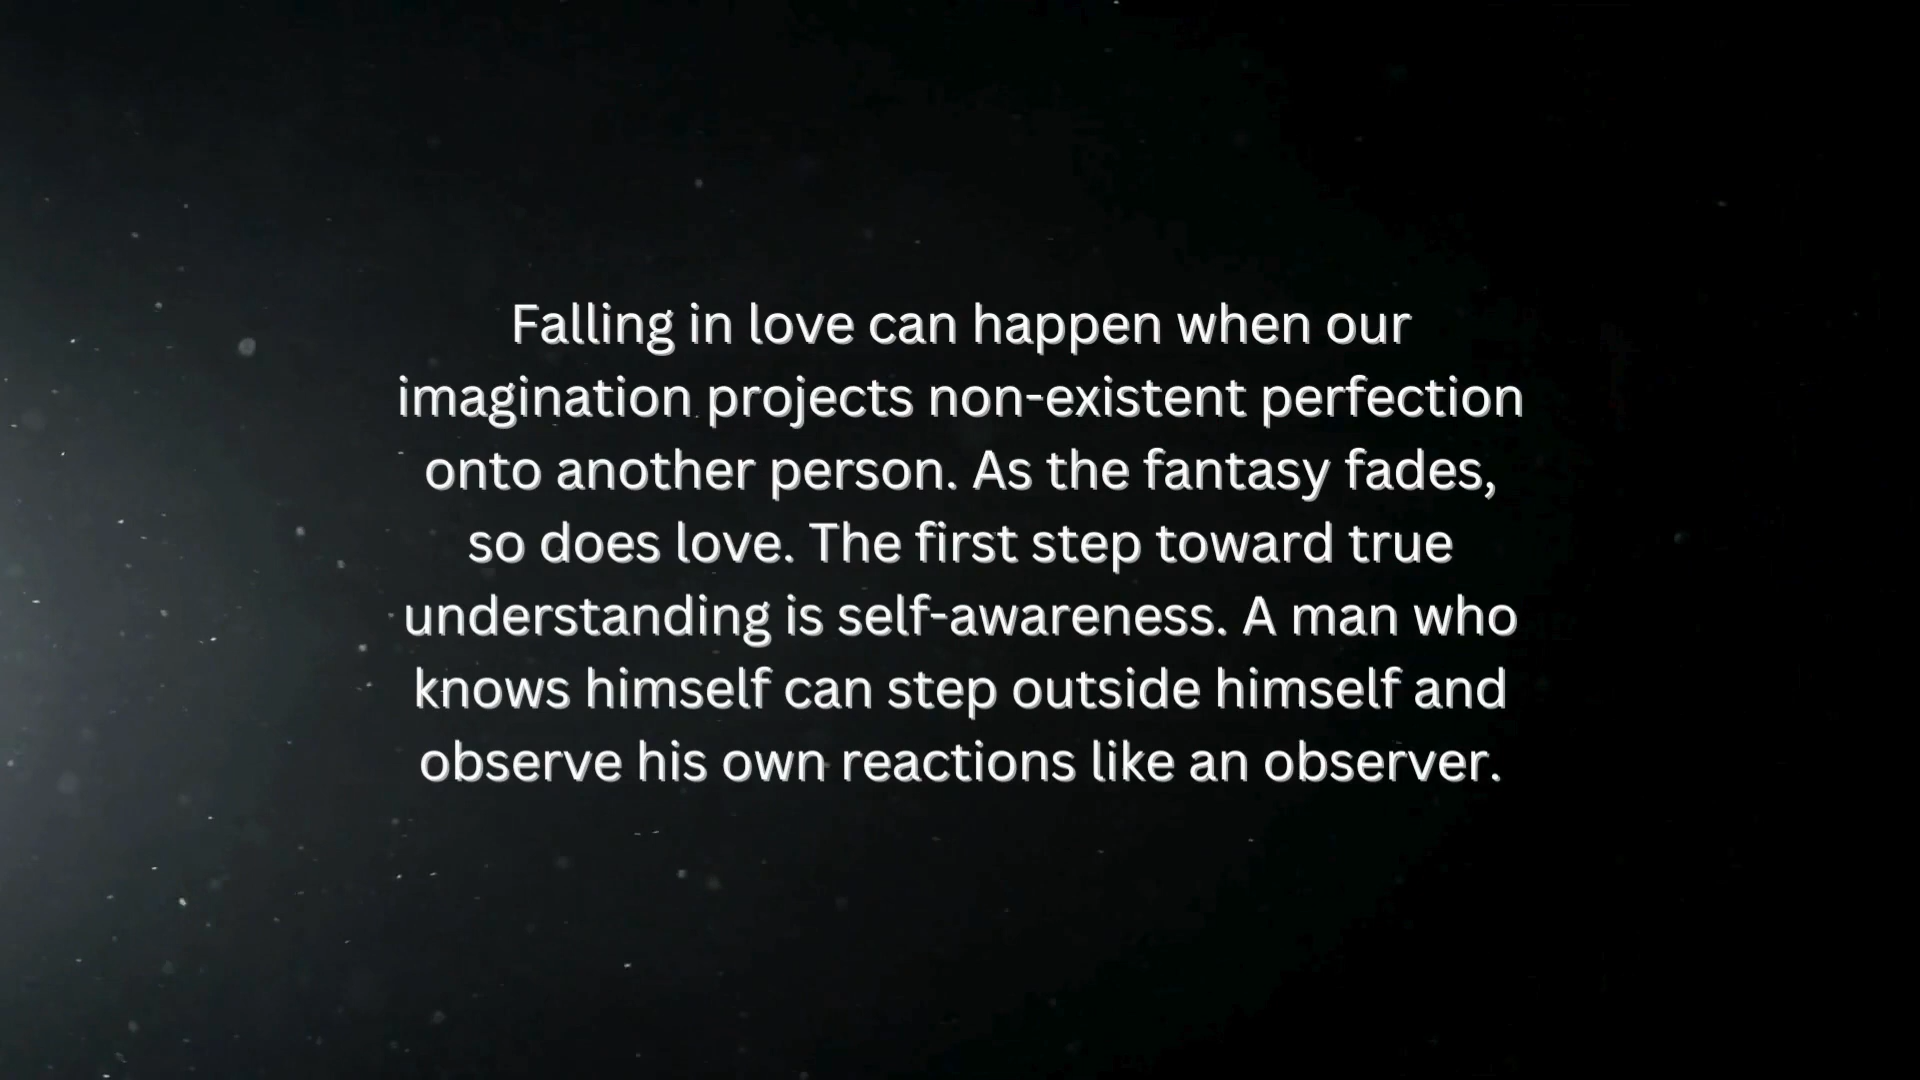 Falling in love can happen when our
imagination projects non-existent perfection
onto another person. As the fantasy fades,
so does love. The first step toward true
understanding is self-awareness. A man who
knows himself can step outside himself and
observe his own reactions like an observer.